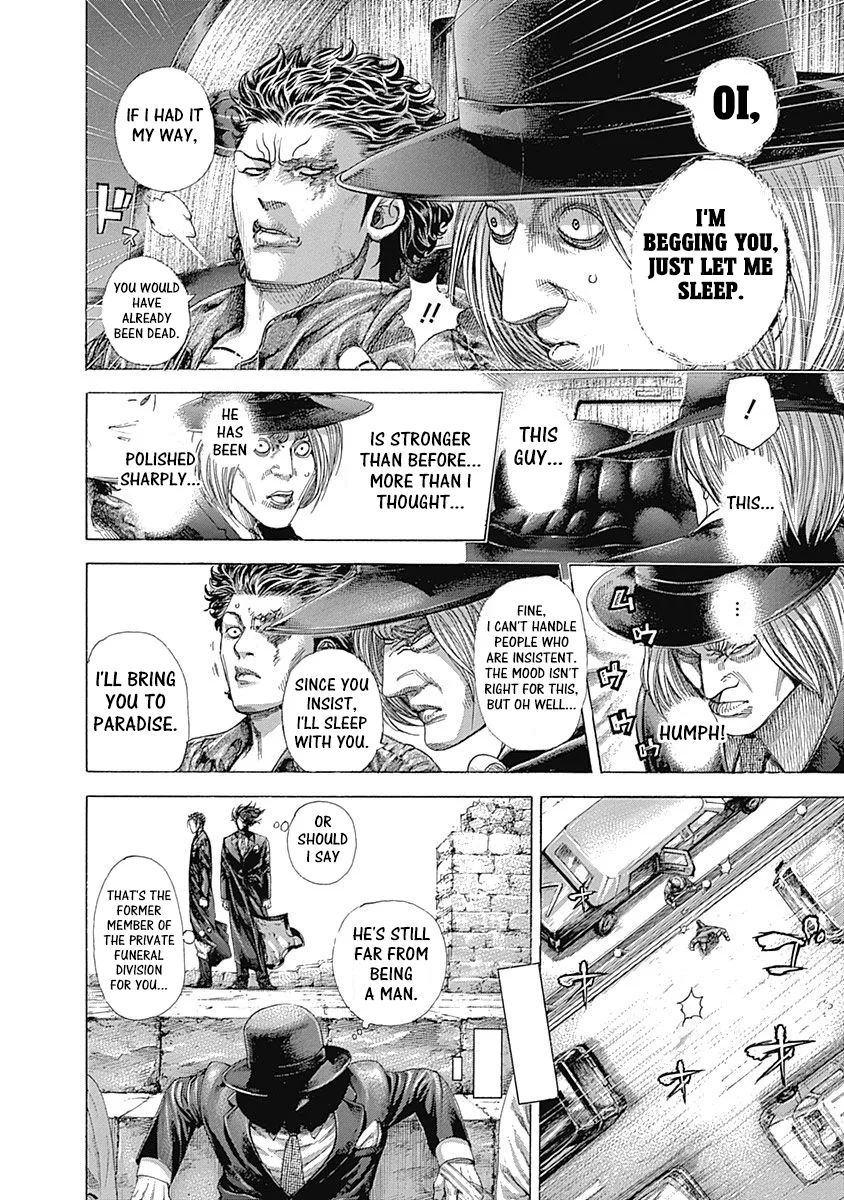 OI,
I'M
BEGGING YOU,
JUST LET ME
SLEEP.
!!
IF I HAD IT
MY WAY,
ドス
YOU WOULD
HAVE
ALREADY
BEEN DEAD.
!
THIS...
THIS
GUY...
IS STRONGER
THAN BEFORE...
MORE THAN I
THOUGHT...
HE
HAS
BEEN
POLISHED
SHARPLY...
...
HUMPH!
FINE,
I CAN'T HANDLE
PEOPLE WHO
ARE INSISTENT.
THE MOOD ISN'T
RIGHT FOR THIS,
BUT OH WELL...
SINCE YOU
INSIST,
I'LL SLEEP
WITH YOU.
I'LL BRING
YOU TO
PARADISE.
OR
SHOULD
I SAY
THAT'S THE
FORMER
MEMBER OF
THE PRIVATE
FUNERAL
DIVISION
FOR YOU...
HE'S STILL
FAR FROM
BEING
A MAN.